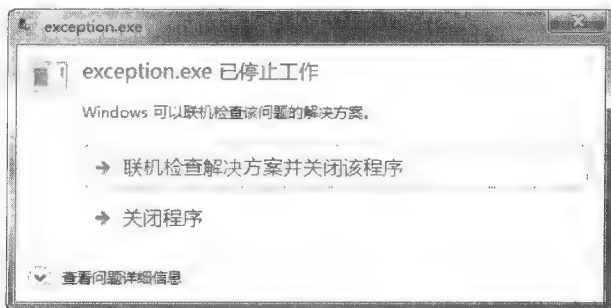 exception.exe
exception.exe 已停止工作
Windows 可以联机检查该问题的解决方案。
联机检查解决方案并关闭该程序
关闭程序
查看问题详细信息